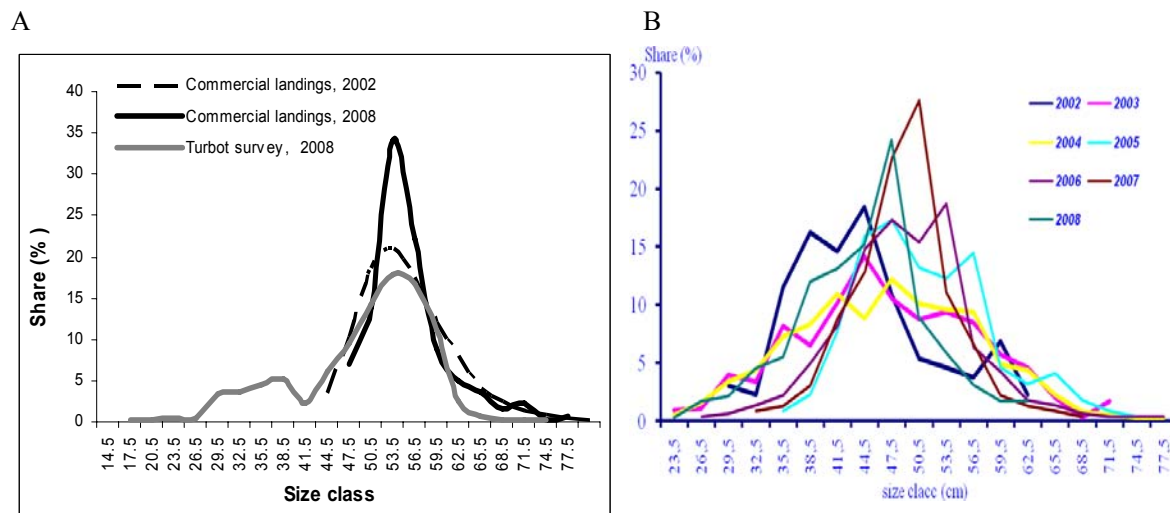 A
Commercial landings, 2002
Commercial landings, 2008
Turbot survey, 2008
Share (%)
40
35
30
25
20
15
10
5
0
14.5 17.5 20.5 23.5 26.5 29.5 32.5 35.5 38.5 41.5 44.5 47.5 50.5 53.5 56.5 59.5 62.5 65.5 68.5 71.5 74.5 77.5
Size class
B
Share (%)
30
25
20
15
10
5
0
2002 2003
2004 2005
2006 2007
2008
23,5 26,5 29,5 32,5 35,5 38,5 41,5 44,5 47,5 50,5 53,5 56,5 59,5 62,5 65,5 68,5 71,5 74,5 77,5
size clacc (cm)